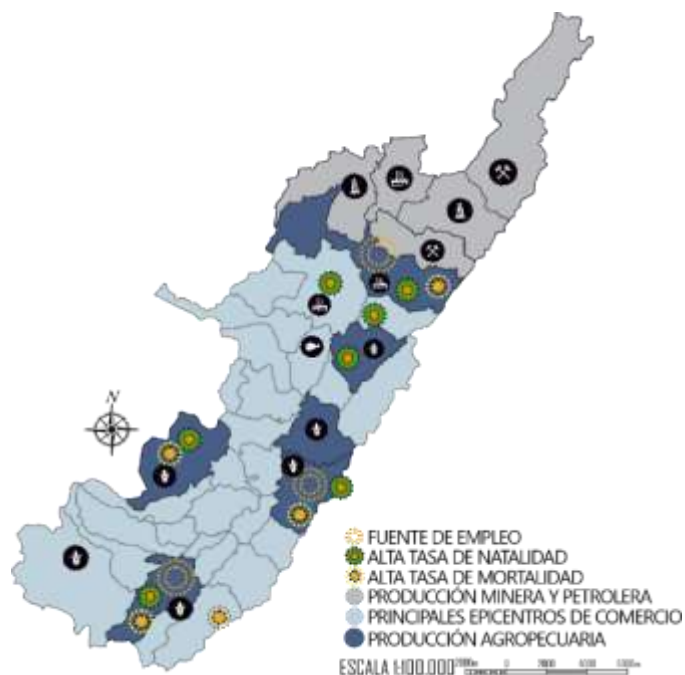 N
FUENTE DE EMPLEO
ALTA TASA DE NATALIDAD
ALTA TASA DE MORTALIDAD
PRODUCCIÓN MINERA Y PETROLERA
PRINCIPALES EPICENTROS DE COMERCIO
PRODUCCIÓN AGROPECUARIA
ESCALA 1:100.000
0